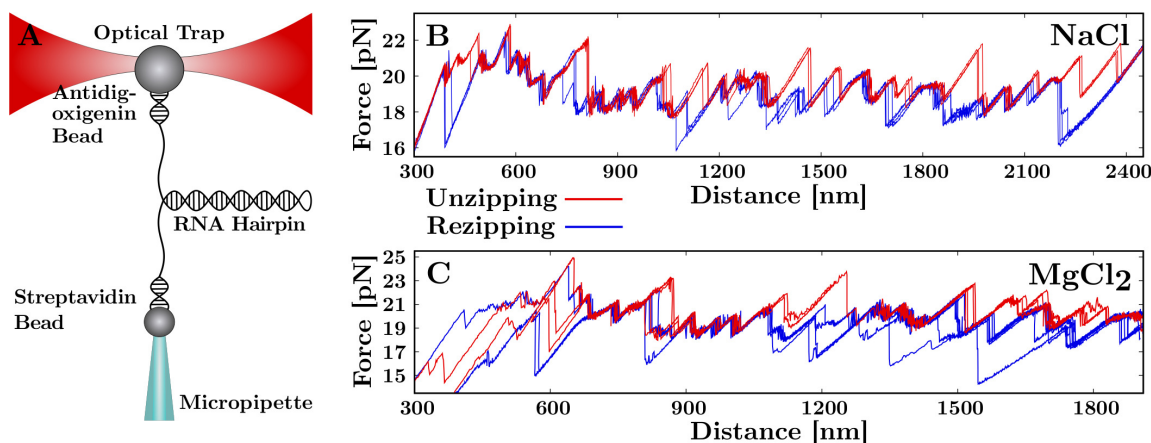 A
Optical Trap
Antidig-
oxigenin
Bead
RNA Hairpin
Streptavidin
Bead
Micropipette
B
NaCl
Force [pN]
22
20
18
16
300 600 900 1200 1500 1800 2100 2400
Distance [nm]
Unzipping
Rezipping
C
MgCl2
Force [pN]
25
23
21
19
17
15
300 600 900 1200 1500 1800
Distance [nm]